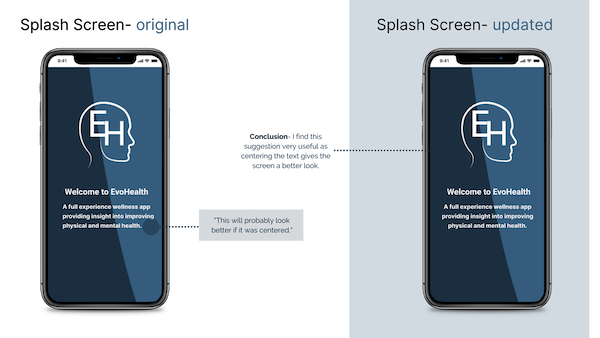 Splash Screen- original
9:41
EH
Welcome to EvoHealth
A full experience wellness app
providing insight into improving
physical and mental health.
"This will probably look
better if it was centered."
Conclusion- I find this
suggestion very useful as
centering the text gives the
screen a better look.
Splash Screen- updated
9:41
EH
Welcome to EvoHealth
A full experience wellness app
providing insight into improving
physical and mental health.